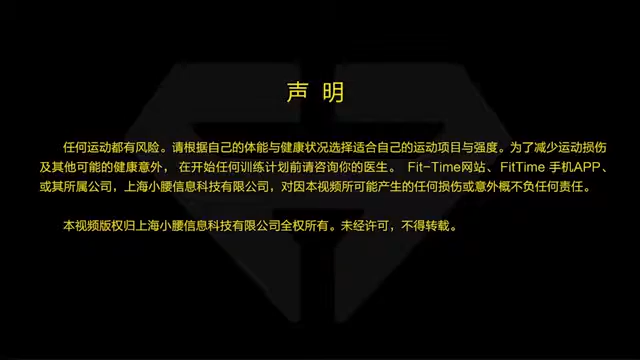 声 明
任何运动都有风险。请根据自己的体能与健康状况选择适合自己的运动项目与强度。为了减少运动损伤
及其他可能的健康意外，在开始任何训练计划前请咨询你的医生。 Fit-Time网站、FitTime 手机APP、
或其所属公司，上海小腰信息科技有限公司，对因本视频所可能产生的任何损伤或意外概不负任何责任。
本视频版权归上海小腰信息科技有限公司全权所有。未经许可，不得转载。